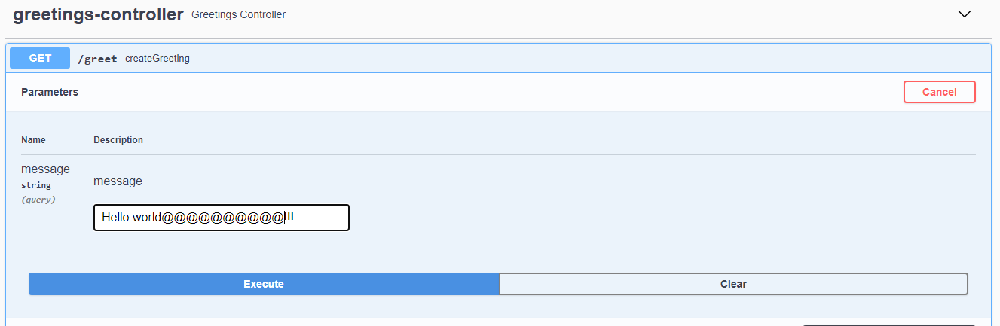 greetings-controller Greetings Controller
GET /greet createGreeting
Parameters Cancel
Name Description
message
string
(query)
message
Hello world@@@@@@@@@@!!!
Execute Clear